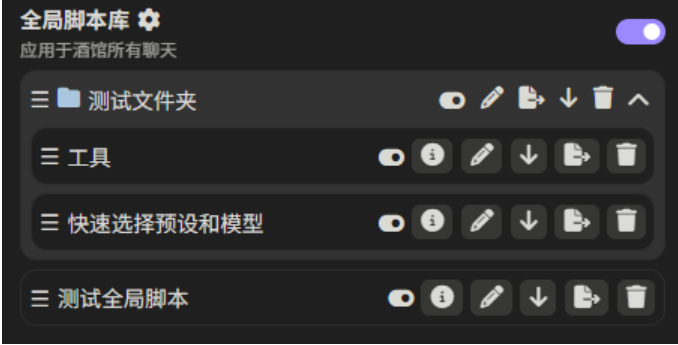 全局脚本库
应用于酒馆所有聊天
测试文件夹
工具
快速选择预设和模型
测试全局脚本